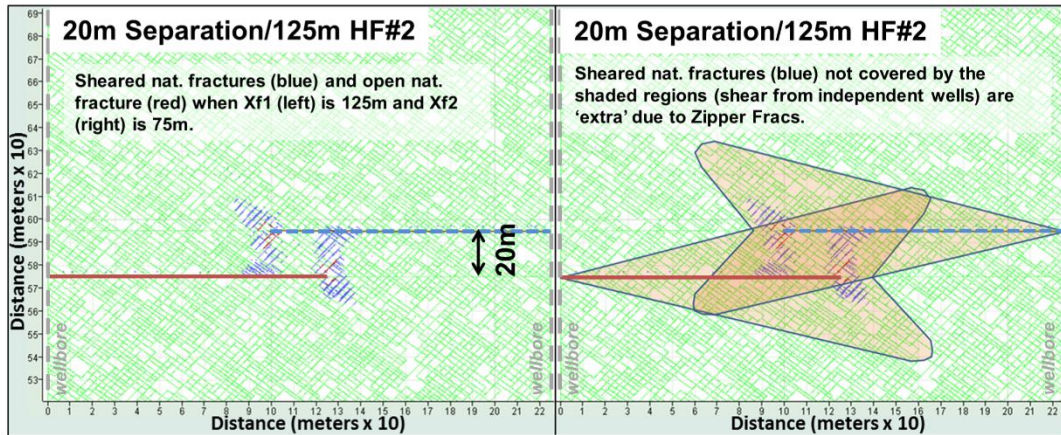 20m Separation/125m HF#2
Sheared nat. fractures (blue) and open nat.
fracture (red) when Xf1 (left) is 125m and Xf2
(right) is 75m.
Distance (meters x 10)
69
68
67
66
65
64
63
62
61
60
59
58
57
56
55
54
53
20m
wellbore
wellbore
0 1 2 3 4 5 6 7 8 9 10 11 12 13 14 15 16 17 18 19 20 21 22
Distance (meters x 10)
20m Separation/125m HF#2
Sheared nat. fractures (blue) not covered by the
shaded regions (shear from independent wells) are
‘extra’ due to Zipper Fracs.
wellbore
wellbore
0 1 2 3 4 5 6 7 8 9 10 11 12 13 14 15 16 17 18 19 20 21 22
Distance (meters x 10)